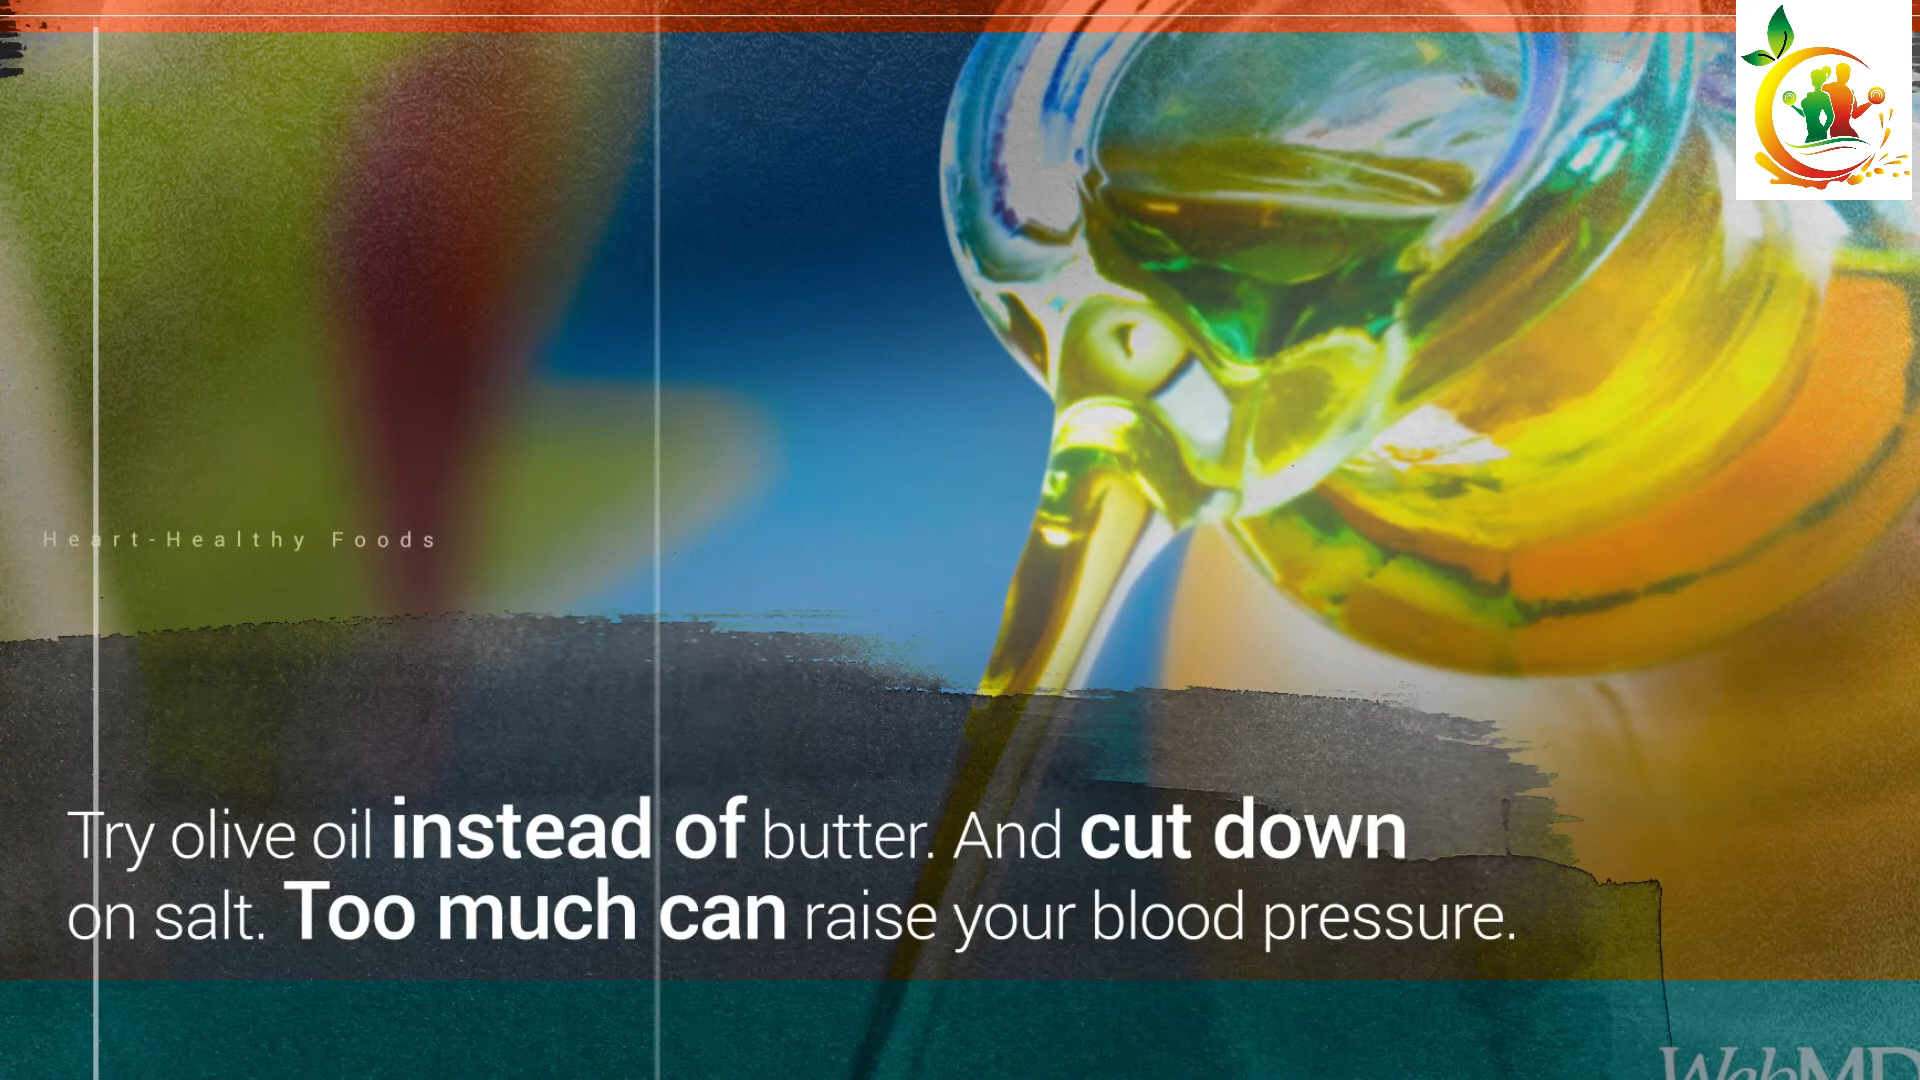 Heart-Healthy Foods
Try olive oil instead of butter. And cut down
on salt. Too much can raise your blood pressure.
WebMD